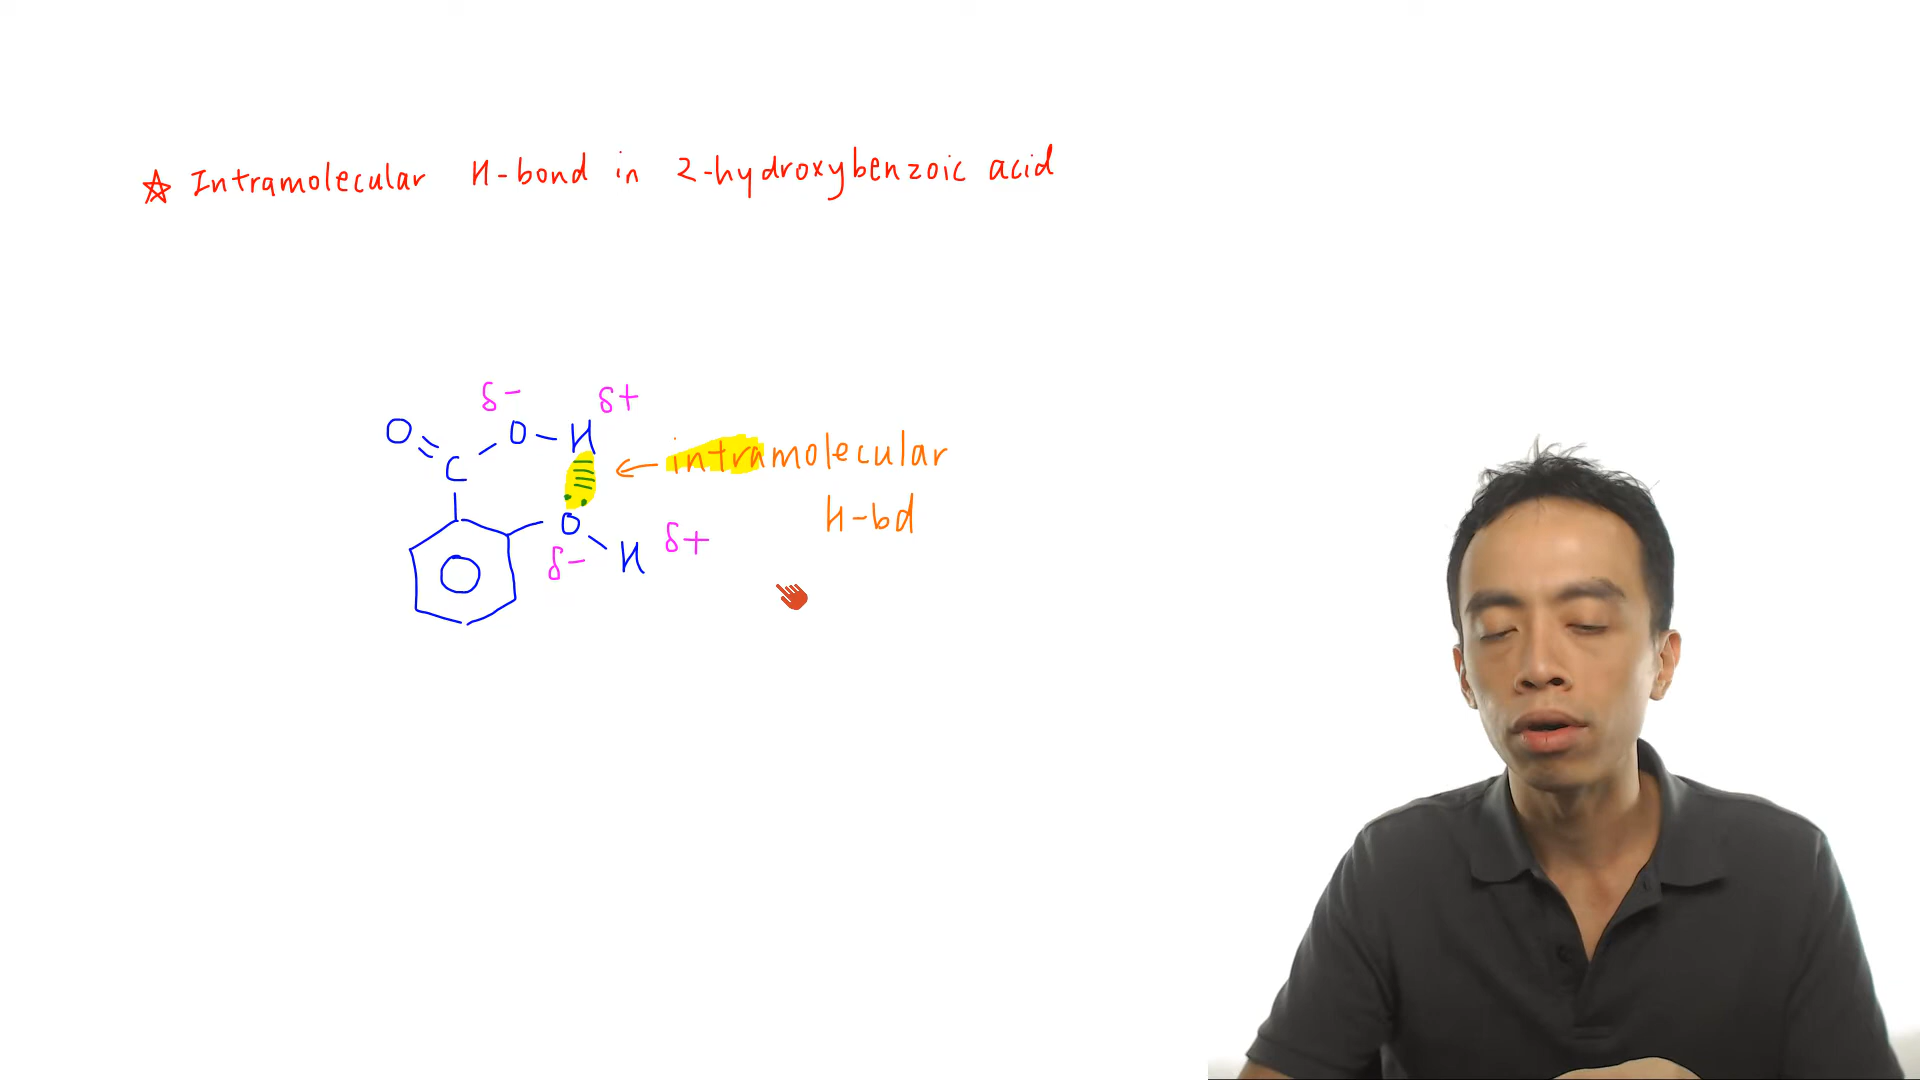 ☆ Intramolecular H-bond in 2-hydroxybenzoic acid
δ- δ+
O O-H
C
← intramolecular
H-bd
O
δ- H δ+